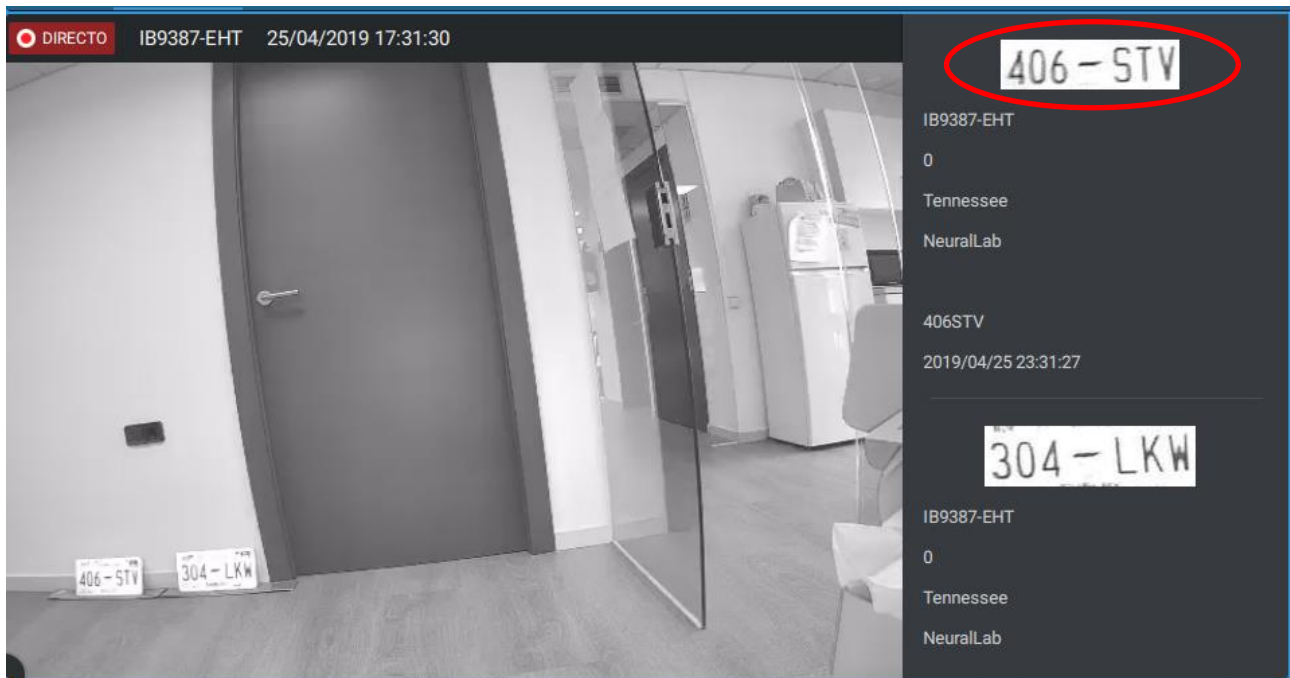 DIRECTO IB9387-EHT 25/04/2019 17:31:30
406-STV
304-LKW
406-STV
IB9387-EHT
0
Tennessee
NeuralLab
406STV
2019/04/25 23:31:27
304-LKW
IB9387-EHT
0
Tennessee
NeuralLab